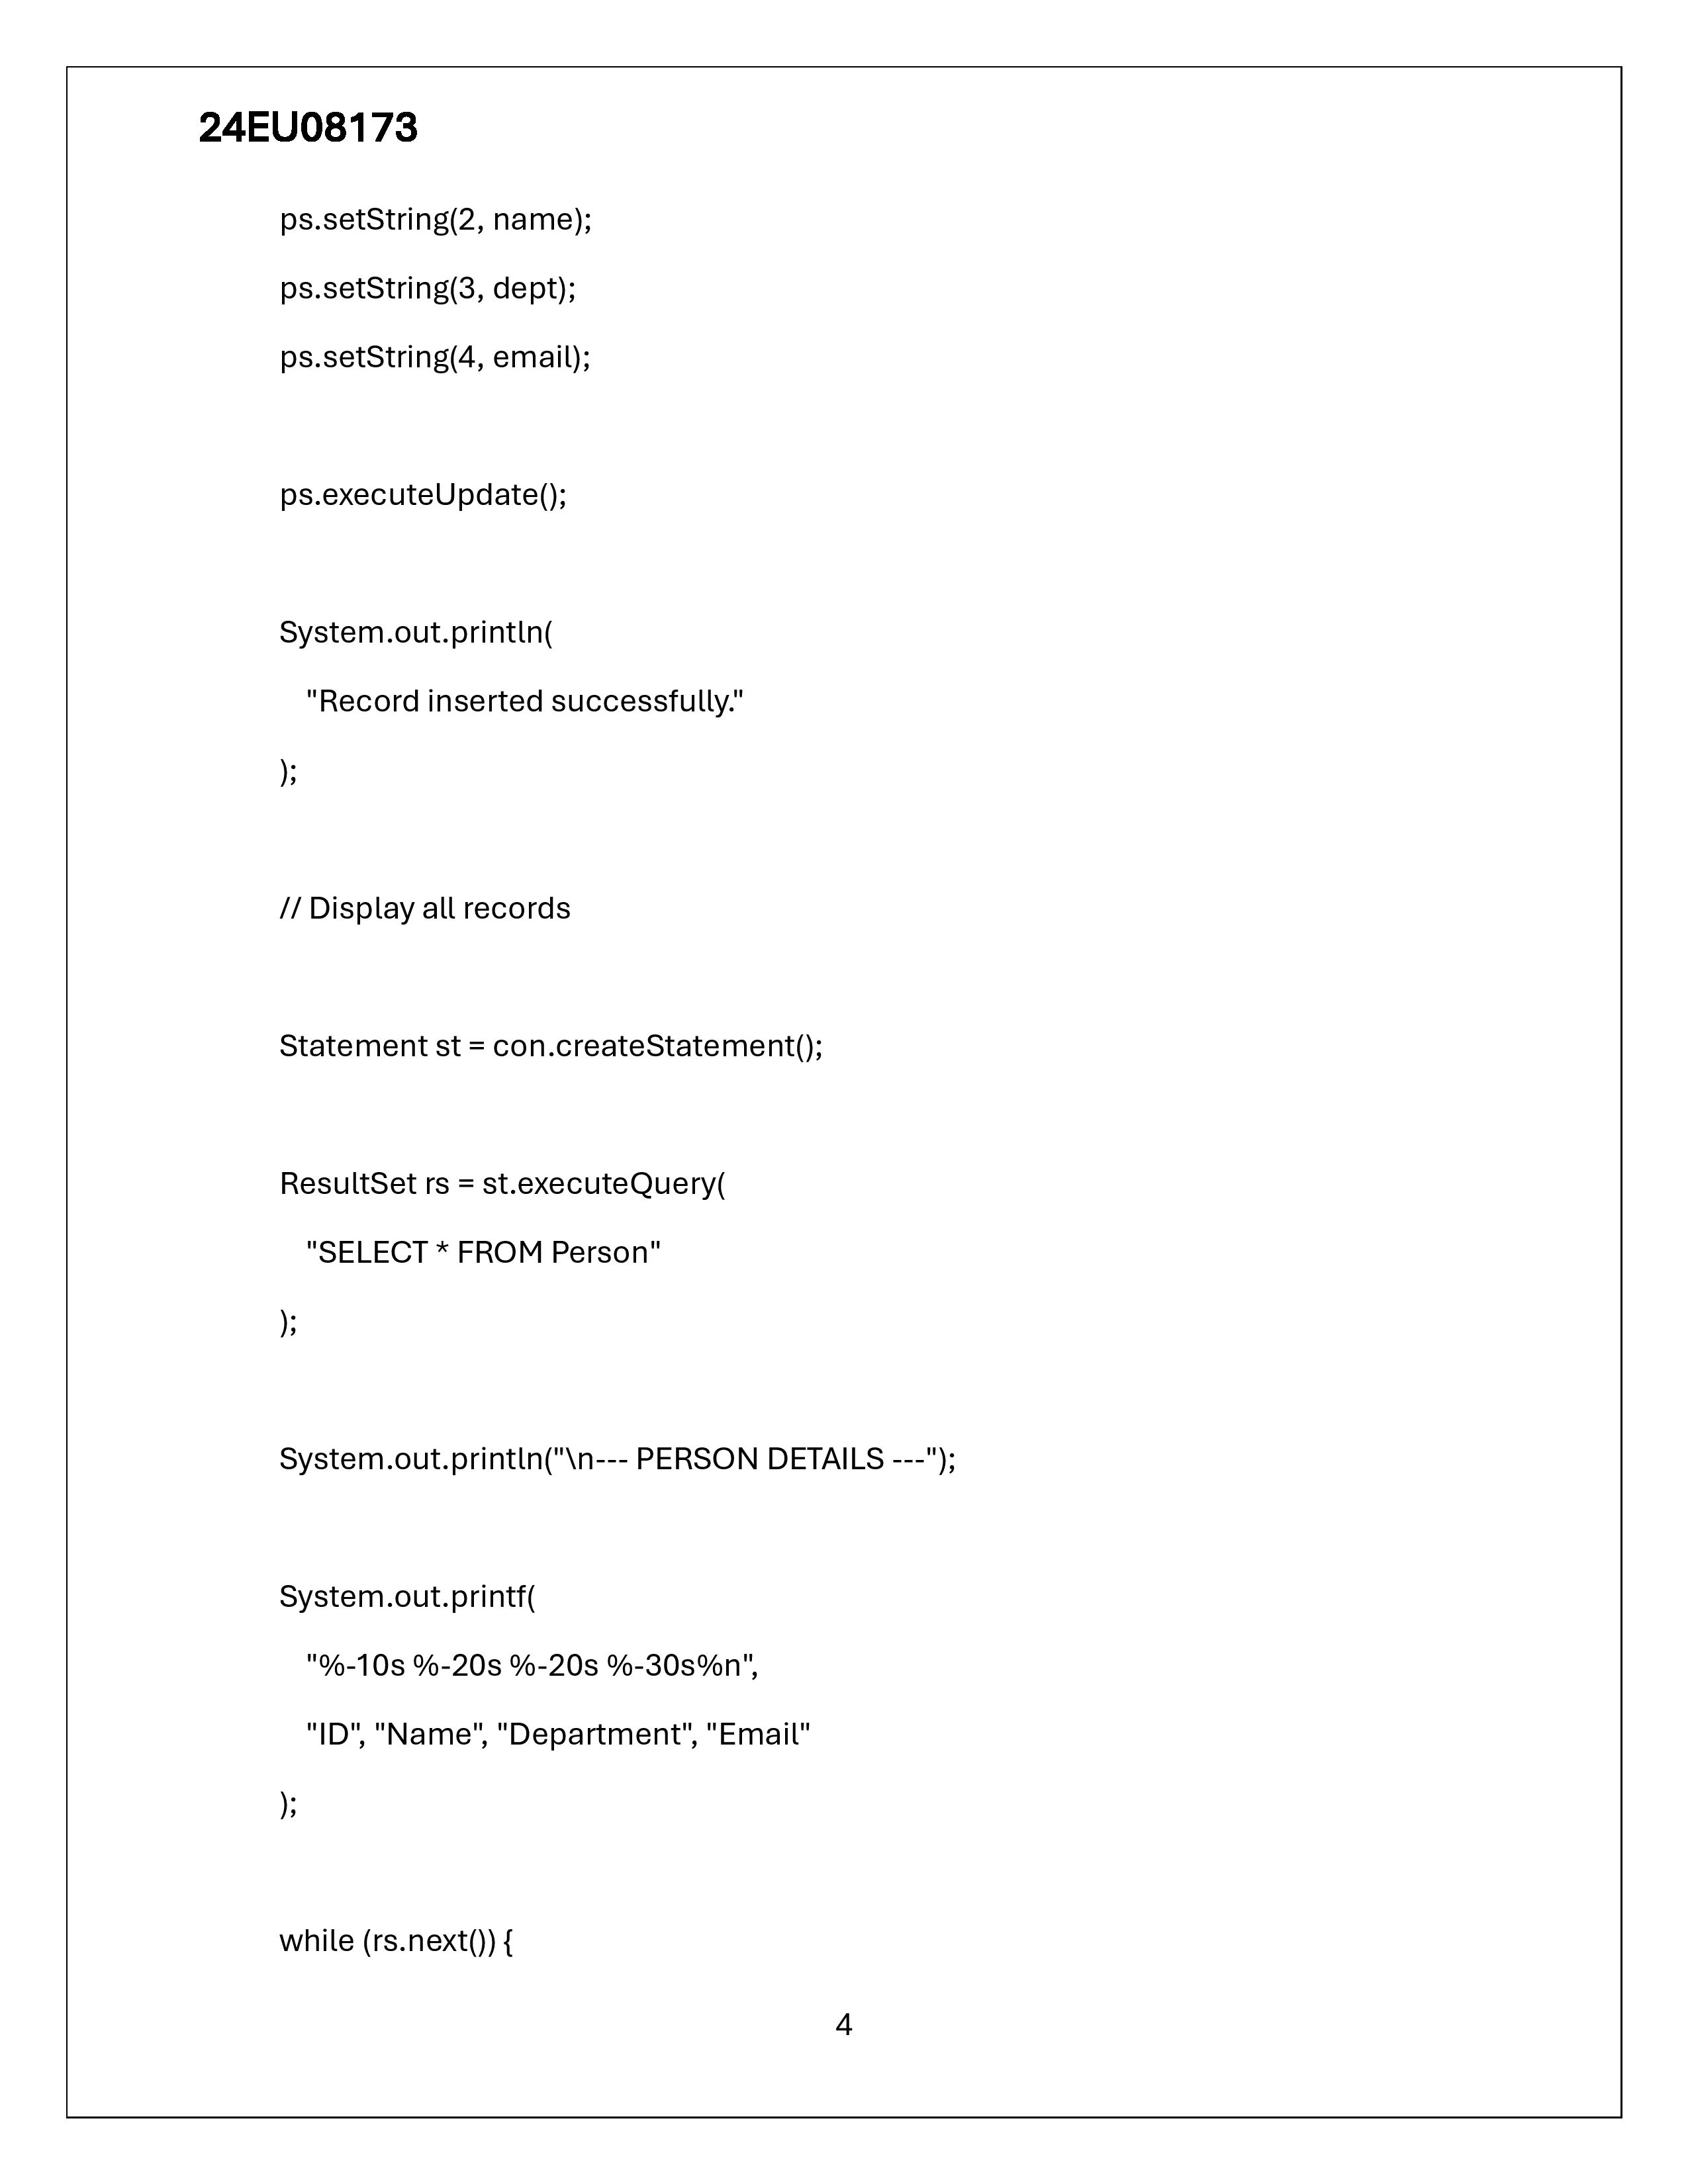 24EU08173
ps.setString(2, name);
ps.setString(3, dept);
ps.setString(4, email);
ps.executeUpdate();
System.out.println(
"Record inserted successfully."
);
// Display all records
Statement st = con.createStatement();
ResultSet rs = st.executeQuery(
"SELECT * FROM Person"
);
System.out.println("\n--- PERSON DETAILS ---");
System.out.printf(
"%-10s %-20s %-20s %-30s%n",
"ID", "Name", "Department", "Email"
);
while (rs.next()) {
4